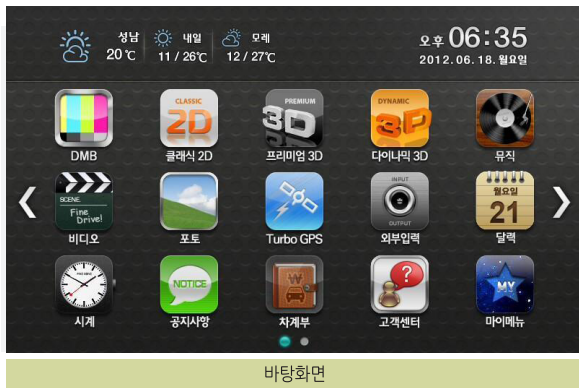 성남 내일 모레
20℃ 11 / 26℃ 12 / 27℃
오후 06:35
2012. 06. 18. 월요일
CLASSIC PREMIUM DYNAMIC
2D 3D 3D
DMB 클래식 2D 프리미엄 3D 다이나믹 3D 뮤직
SCENE. INPUT 월요일
Fine Drive! OUTPUT 21
비디오 포토 Turbo GPS 외부입력 달력
FINE DRIVE NOTICE ₩ ? MY
시계 공지사항 차계부 고객센터 마이메뉴
바탕화면